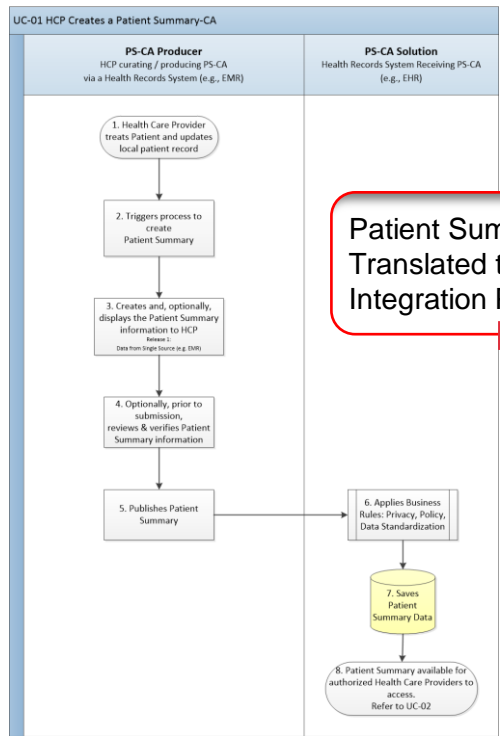 UC-01 HCP Creates a Patient Summary-CA
PS-CA Producer
HCP curating / producing PS-CA
via a Health Records System (e.g., EMR)
PS-CA Solution
Health Records System Receiving PS-CA
(e.g., EHR)
1. Health Care Provider
treats Patient and updates
local patient record
2. Triggers process to
create
Patient Summary
Patient Sum
Translated t
Integration
3. Creates and, optionally,
displays the Patient Summary
information to HCP
Release 1:
Data from Single Source (e.g. EMR)
4. Optionally, prior to
submission,
reviews & verifies Patient
Summary information
5. Publishes Patient
Summary
6. Applies Business
Rules: Privacy, Policy,
Data Standardization
7. Saves
Patient
Summary Data
8. Patient Summary available for
authorized Health Care Providers to
access.
Refer to UC-02